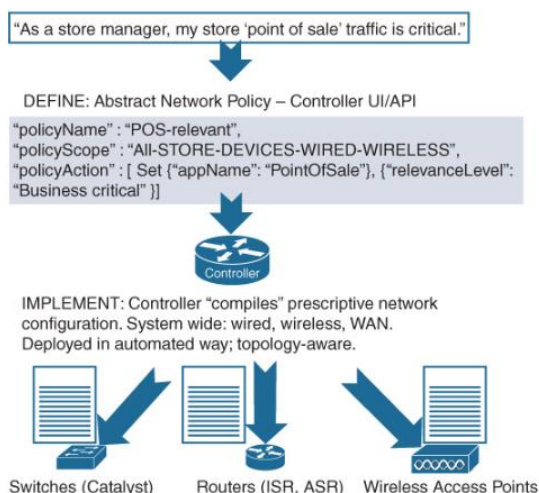 “As a store manager, my store ‘point of sale’ traffic is critical.”
DEFINE: Abstract Network Policy – Controller UI/API
“policyName” : “POS-relevant”,
“policyScope” : “All-STORE-DEVICES-WIRED-WIRELESS”,
“policyAction” : [ Set {“appName”: “PointOfSale”}, {“relevanceLevel”:
“Business critical” }]
Controller
IMPLEMENT: Controller “compiles” prescriptive network
configuration. System wide: wired, wireless, WAN.
Deployed in automated way; topology-aware.
Switches (Catalyst)
Routers (ISR, ASR)
Wireless Access Points